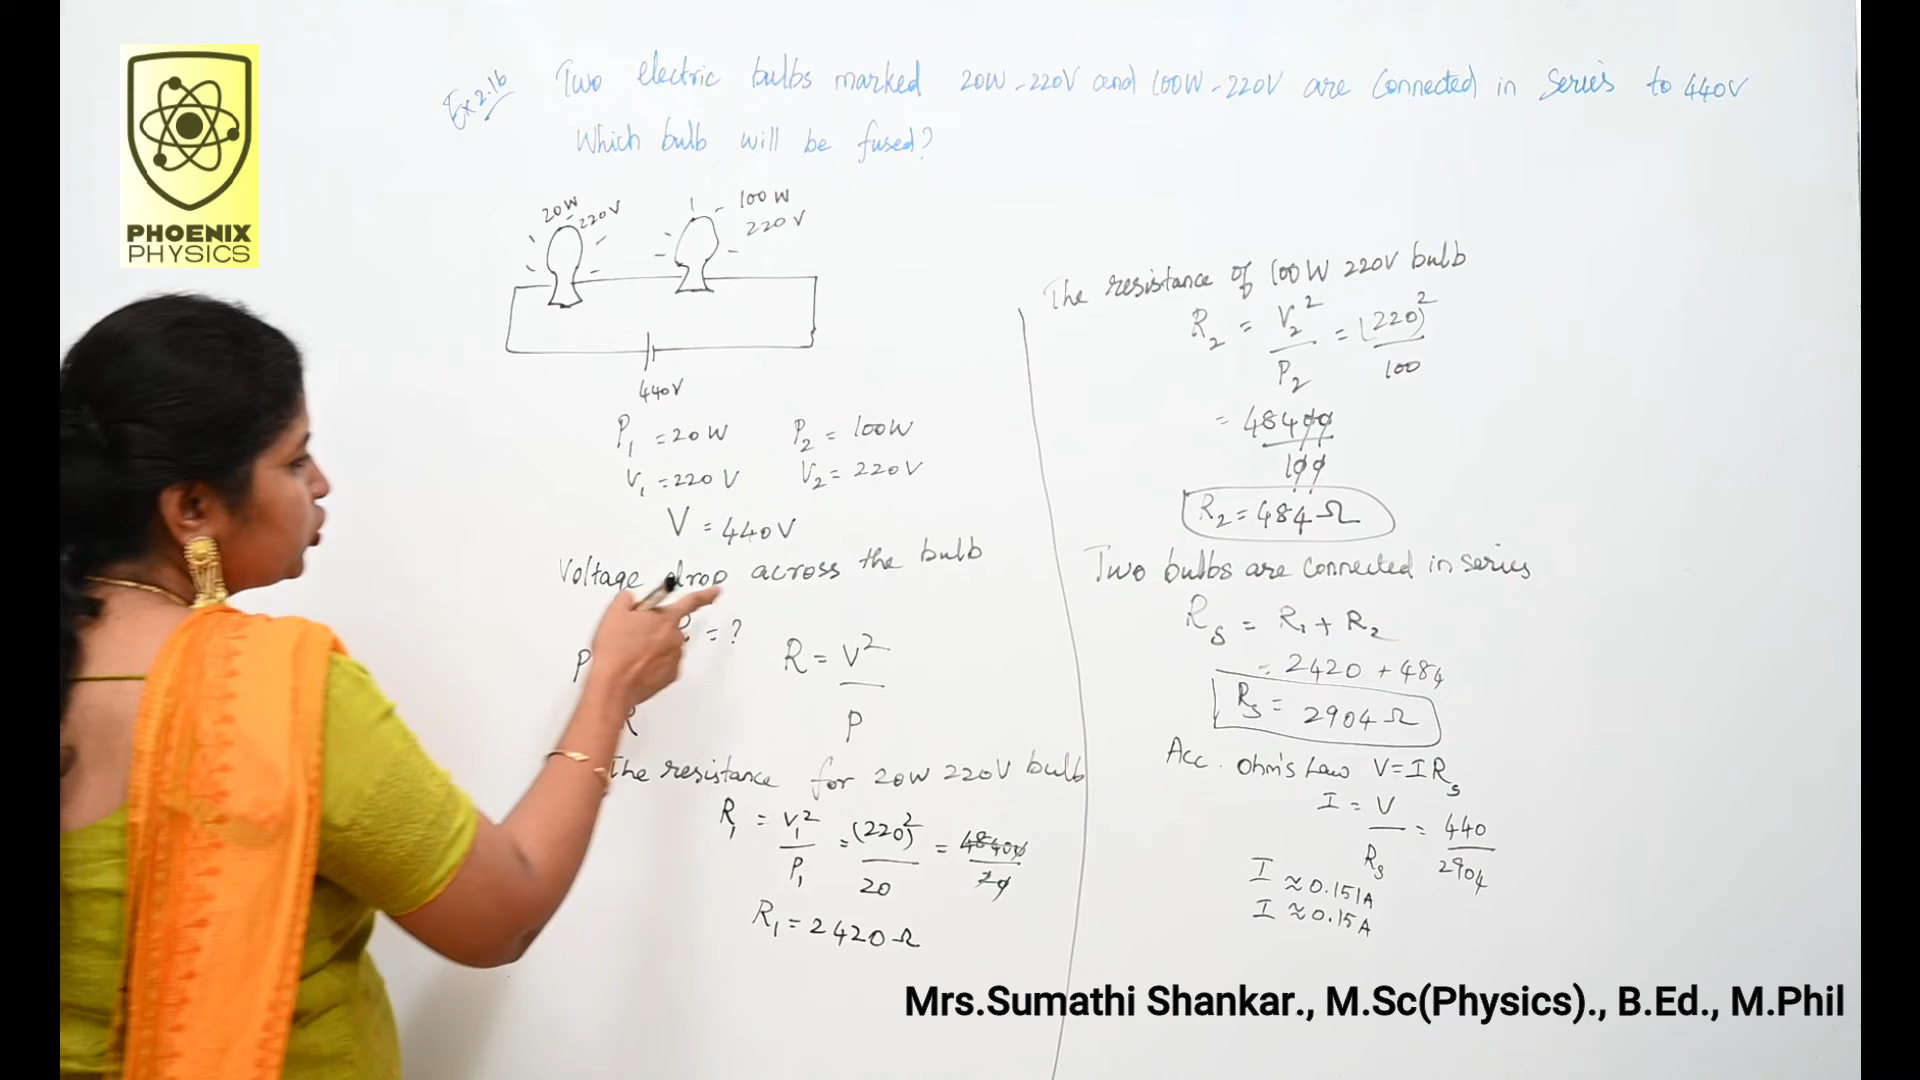 PHOENIX
PHYSICS
Ex 2.16
Two electric bulbs marked 20W-220V and 100W-220V are connected in series to 440V
Which bulb will be fused?
20W
220V
100W
220V
440V
P₁ = 20W P₂ = 100W
V₁ = 220V V₂ = 220V
V = 440V
Voltage drop across the bulb
= ?
P
R = V²/P
R
The resistance for 20W 220V bulb
R₁ = V₁²/P₁ = (220)²/20 = 48400/20
R₁ = 2420 Ω
The resistance of 100W 220V bulb
R₂ = V₂²/P₂ = (220)²/100
= 48400/100
R₂ = 484 Ω
Two bulbs are connected in series
Rs = R₁ + R₂
= 2420 + 484
Rs = 2904 Ω
Acc. Ohm's Law V = IRs
I = V/Rs = 440/2904
I ≈ 0.151A
I ≈ 0.15A
Mrs.Sumathi Shankar., M.Sc(Physics)., B.Ed., M.Phil